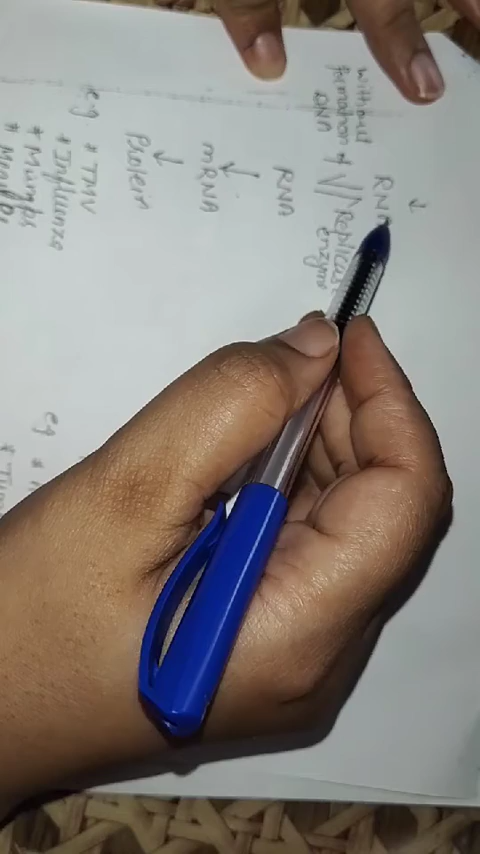 ↓
RNA
without
formation of Replicase
DNA enzyme
RNA
↓
mRNA
↓
Protein
eg * TMV
* Influenza
* Mumps
eg *